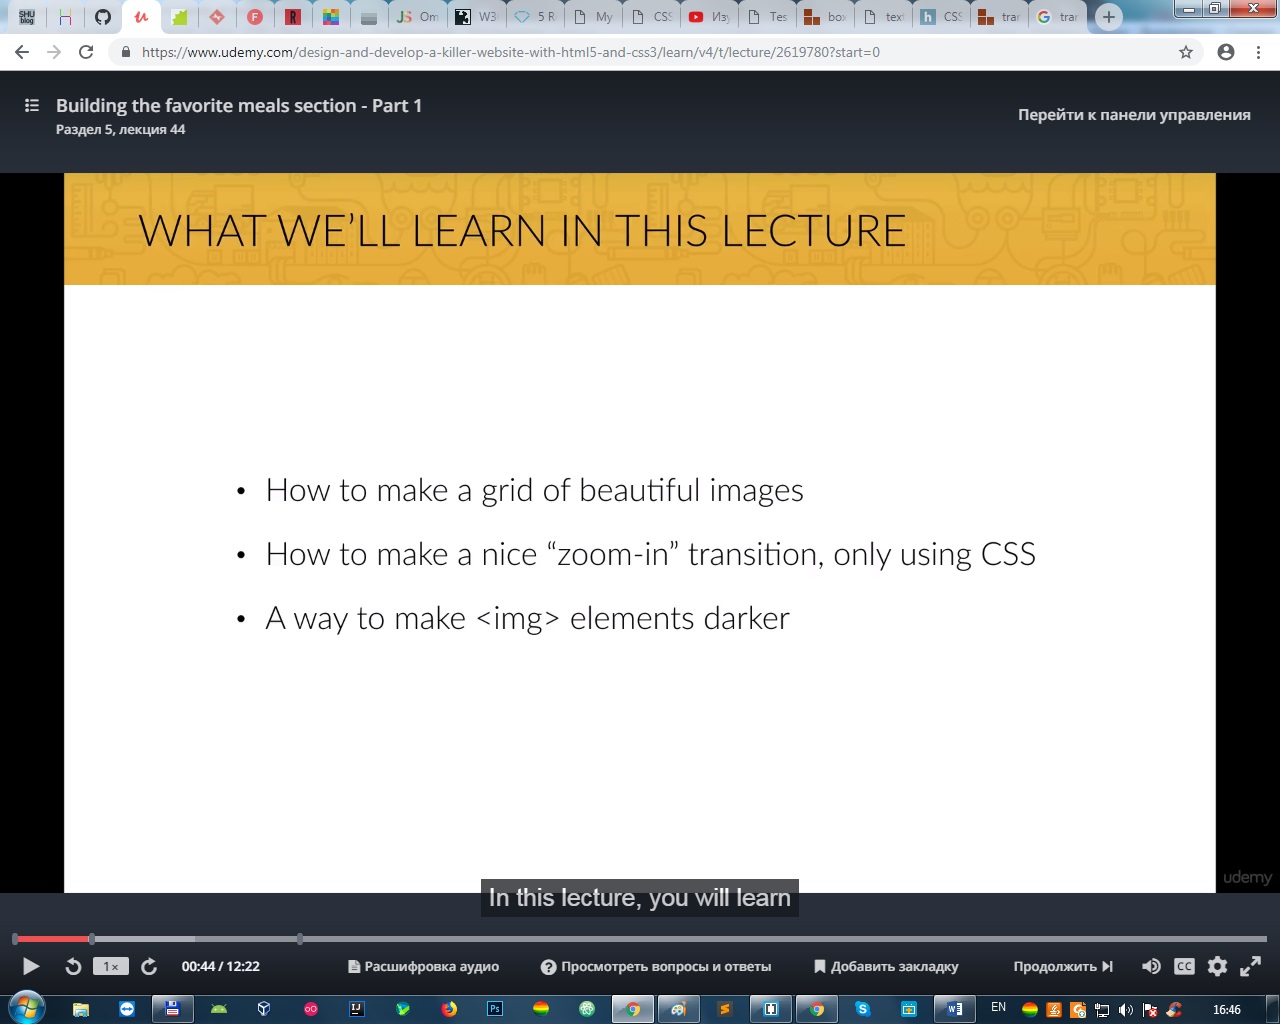 SHU
blog
JS Om
W3
5 R
My
CSS
Из
Tes
box
text
h CSS
tran
G tran
https://www.udemy.com/design-and-develop-a-killer-website-with-html5-and-css3/learn/v4/t/lecture/2619780?start=0
Building the favorite meals section - Part 1
Раздел 5, лекция 44
Перейти к панели управления
WHAT WE’LL LEARN IN THIS LECTURE
• How to make a grid of beautiful images
• How to make a nice “zoom-in” transition, only using CSS
• A way to make <img> elements darker
udemy
In this lecture, you will learn
1×
00:44 / 12:22
Расшифровка аудио
Просмотреть вопросы и ответы
Добавить закладку
Продолжить
CC
EN
16:46